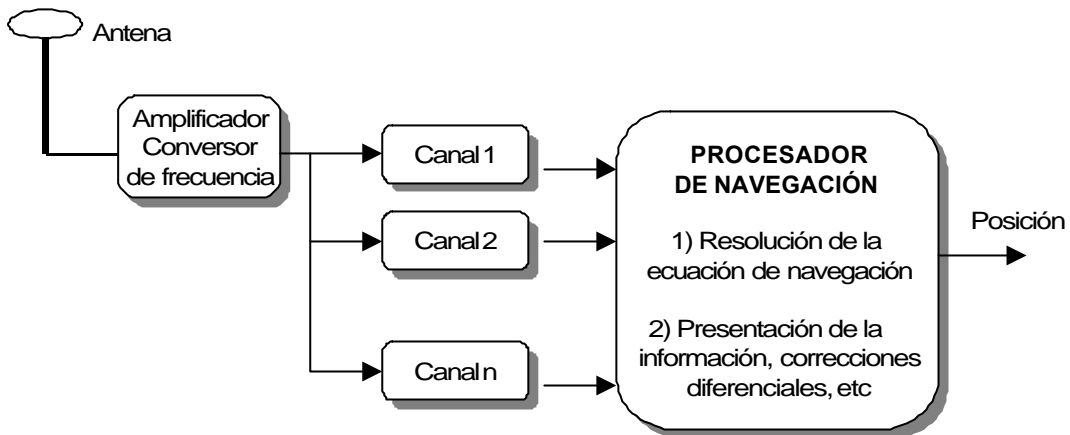 Antena
Amplificador
Conversor
de frecuencia
Canal 1
Canal 2
Canal n
PROCESADOR
DE NAVEGACIÓN
1) Resolución de la
ecuación de navegación
2) Presentación de la
información, correcciones
diferenciales, etc
Posición